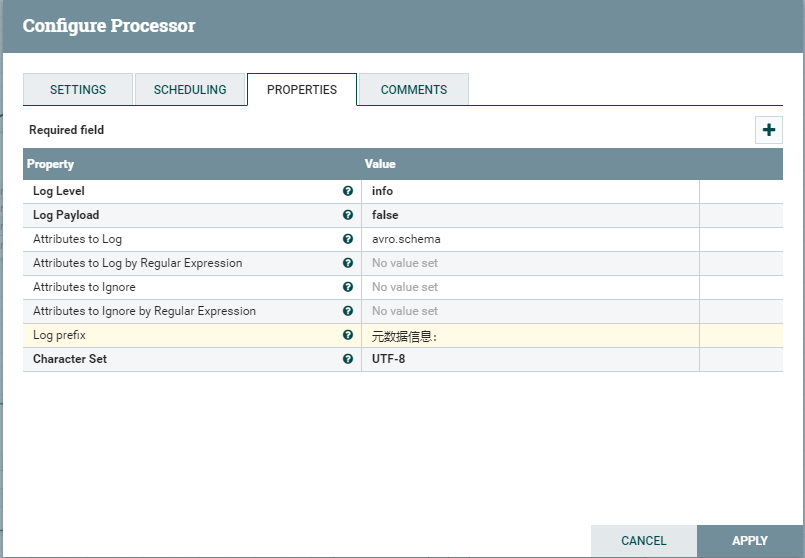 Configure Processor
SETTINGS SCHEDULING PROPERTIES COMMENTS
Required field
Property Value
Log Level info
Log Payload false
Attributes to Log avro.schema
Attributes to Log by Regular Expression No value set
Attributes to Ignore No value set
Attributes to Ignore by Regular Expression No value set
Log prefix 元数据信息：
Character Set UTF-8
CANCEL APPLY